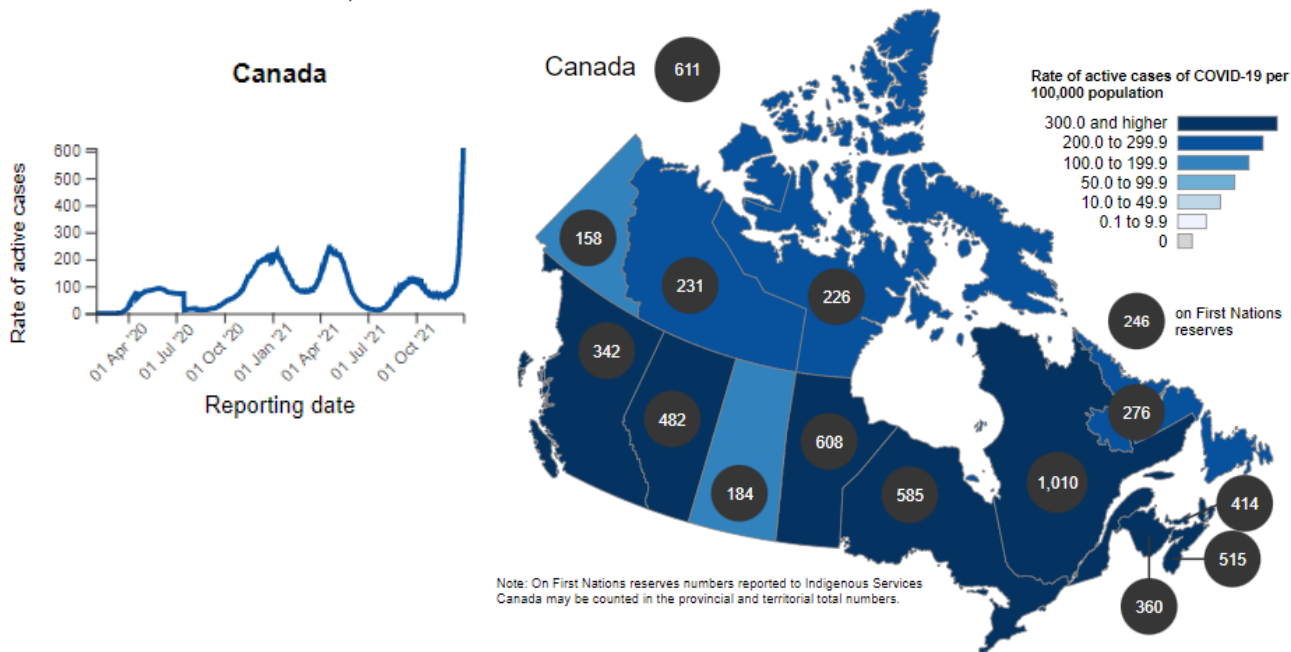 Canada
Rate of active cases
600
500
400
300
200
100
0
01 Apr '20
01 Jul '20
01 Oct '20
01 Jan '21
01 Apr '21
01 Jul '21
01 Oct '21
Reporting date
Canada
611
Rate of active cases of COVID-19 per
100,000 population
300.0 and higher
200.0 to 299.9
100.0 to 199.9
50.0 to 99.9
10.0 to 49.9
0.1 to 9.9
0
158
231
226
246
on First Nations
reserves
342
482
184
608
585
1,010
276
414
515
360
Note: On First Nations reserves numbers reported to Indigenous Services
Canada may be counted in the provincial and territorial total numbers.